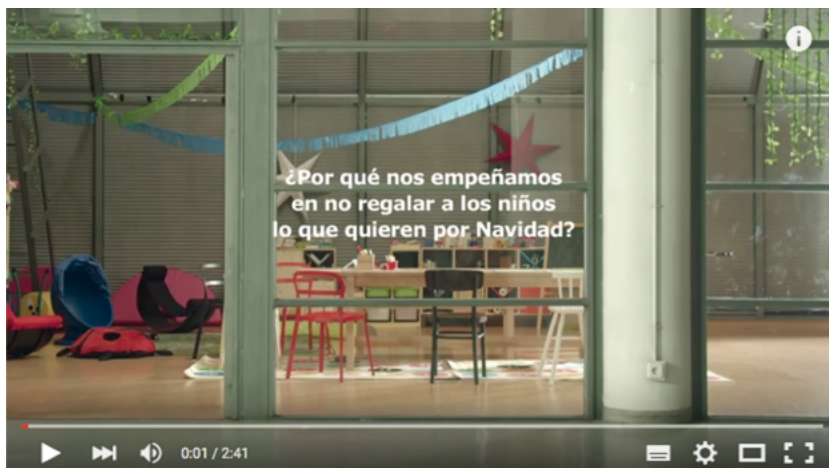 ¿Por qué nos empeñamos
en no regalar a los niños
lo que quieren por Navidad?
0:01 / 2:41